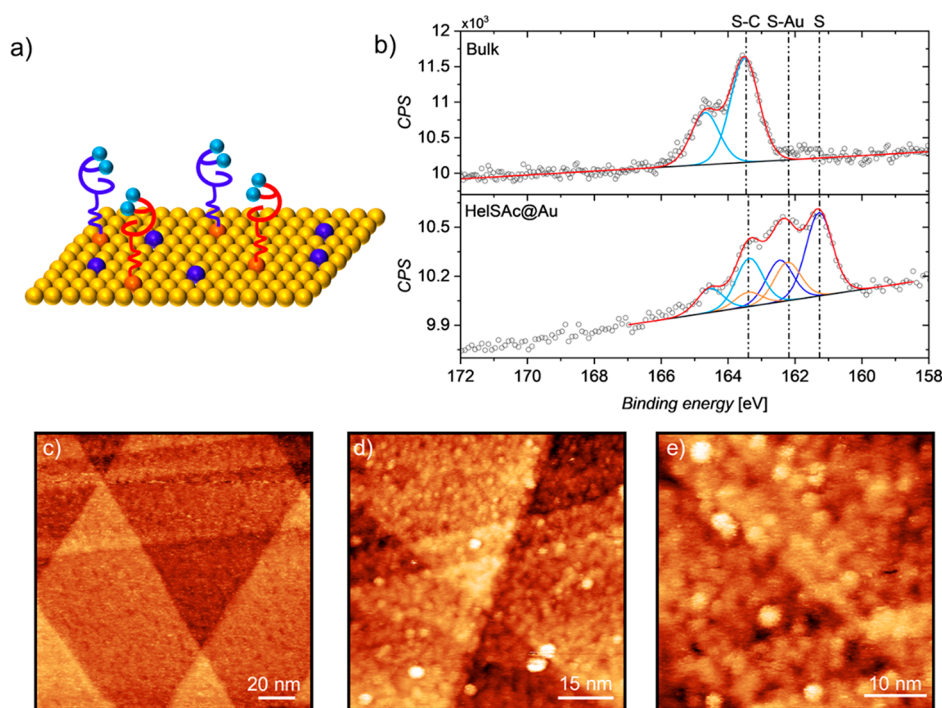 a)
b)
S-C S-Au S
×10³
12
Bulk
11.5
11
10.5
10
CPS
HelSAc@Au
10.5
10.2
9.9
CPS
172 170 168 166 164 162 160 158
Binding energy [eV]
c)
20 nm
d)
15 nm
e)
10 nm